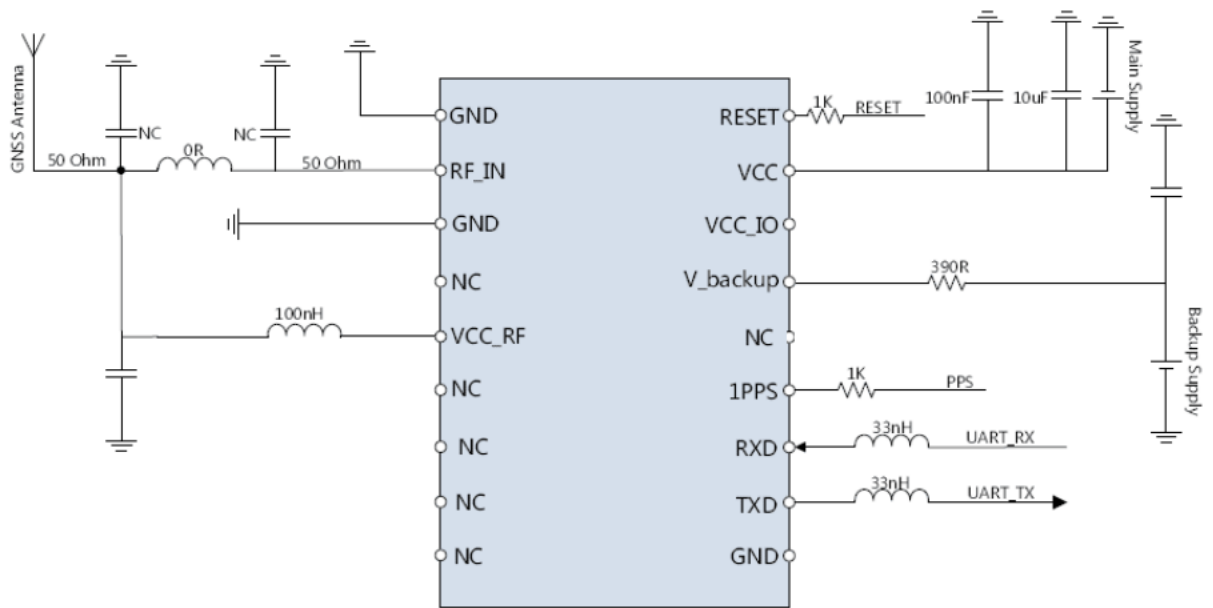 GNSS Antenna
50 Ohm
NC
0R
NC
50 Ohm
100nH
GND
RF_IN
GND
NC
VCC_RF
NC
NC
NC
NC
RESET
VCC
VCC_IO
V_backup
NC
1PPS
RXD
TXD
GND
1K
RESET
100nF
10uF
Main Supply
390R
Backup Supply
1K
PPS
33nH
UART_RX
33nH
UART_TX